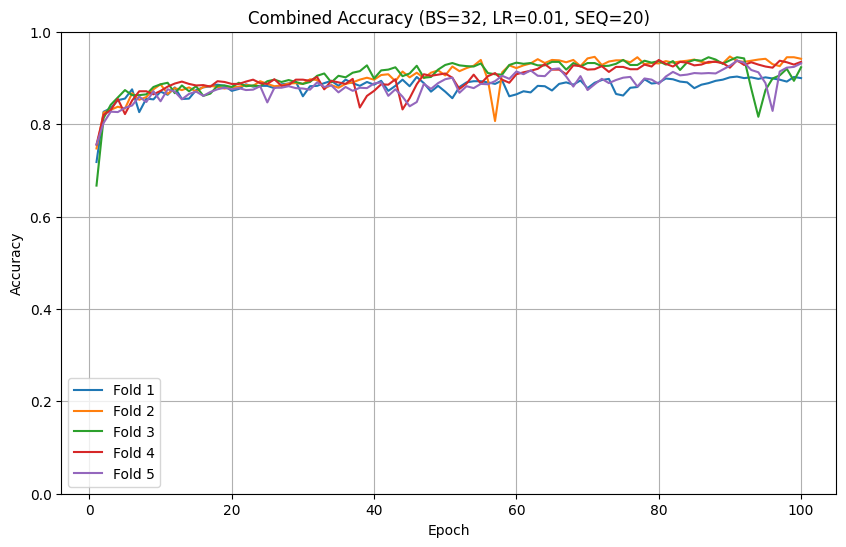 Combined Accuracy (BS=32, LR=0.01, SEQ=20)
Accuracy
1.0
0.8
0.6
0.4
0.2
0.0
Fold 1
Fold 2
Fold 3
Fold 4
Fold 5
0 20 40 60 80 100
Epoch